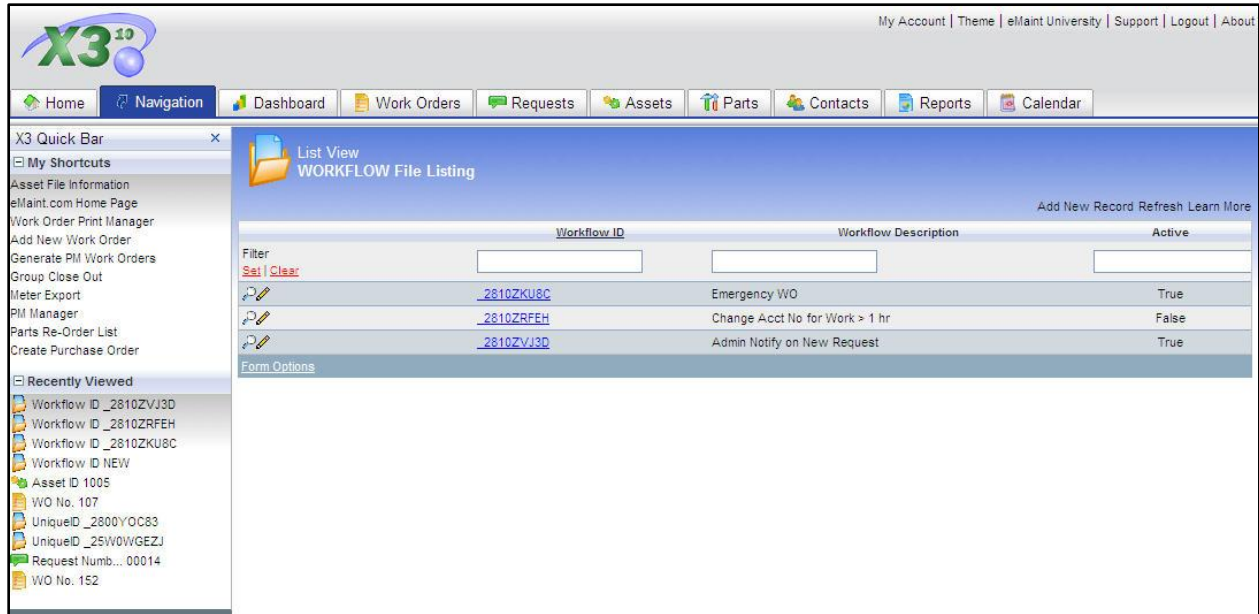 X3 10
My Account | Theme | eMaint University | Support | Logout | About
Home Navigation Dashboard Work Orders Requests Assets Parts Contacts Reports Calendar
X3 Quick Bar ×
My Shortcuts
Asset File Information
eMaint.com Home Page
Work Order Print Manager
Add New Work Order
Generate PM Work Orders
Group Close Out
Meter Export
PM Manager
Parts Re-Order List
Create Purchase Order
Recently Viewed
Workflow ID _2810ZVJ3D
Workflow ID _2810ZRFEH
Workflow ID _2810ZKU8C
Workflow ID NEW
Asset ID 1005
WO No. 107
UniqueID _2800YOC83
UniqueID _25W0WGEZJ
Request Numb... 00014
WO No. 152
List View
WORKFLOW File Listing
Add New Record Refresh Learn More
Workflow ID Workflow Description Active
Filter
Set | Clear
_2810ZKU8C Emergency WO True
_2810ZRFEH Change Acct No for Work > 1 hr False
_2810ZVJ3D Admin Notify on New Request True
Form Options